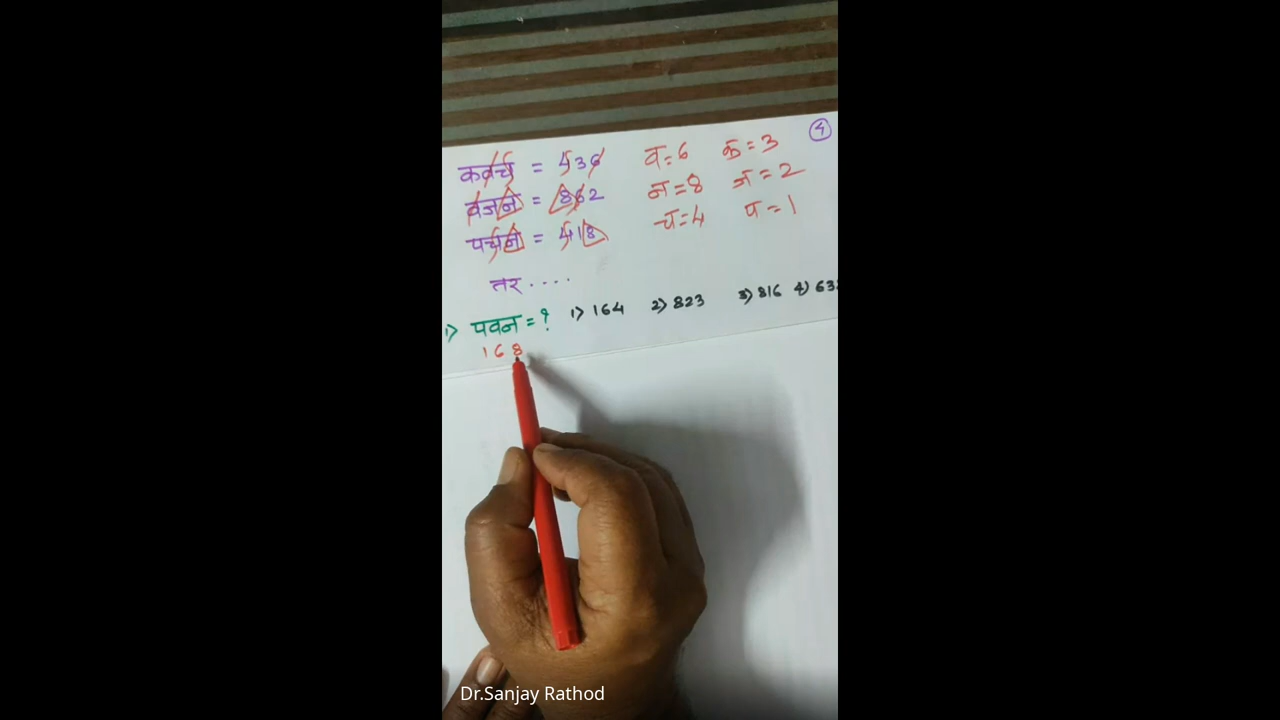 कवच = 436 व=6 क=3 4
वजन = 862 न=8 ज=2
पचन = 418 च=4 प=1
तर....
1) पवन = ? 1) 164 2) 823 3) 816 4) 63
168
Dr.Sanjay Rathod